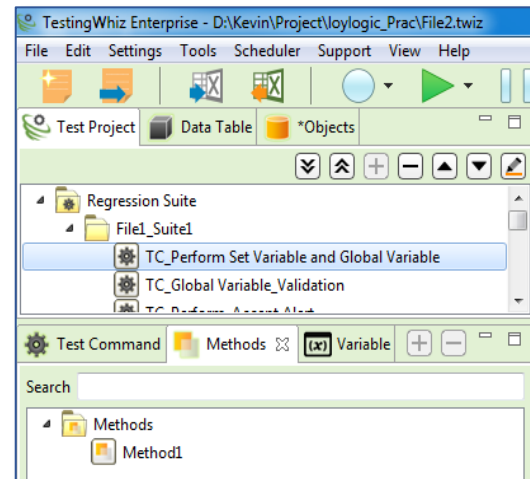 TestingWhiz Enterprise - D:\Kevin\Project\loylogic_Prac\File2.twiz
File Edit Settings Tools Scheduler Support View Help
Test Project Data Table *Objects
Regression Suite
File1_Suite1
TC_Perform Set Variable and Global Variable
TC_Global Variable_Validation
TC_Perform_Accept Alert
Test Command Methods (x) Variable
Search
Methods
Method1